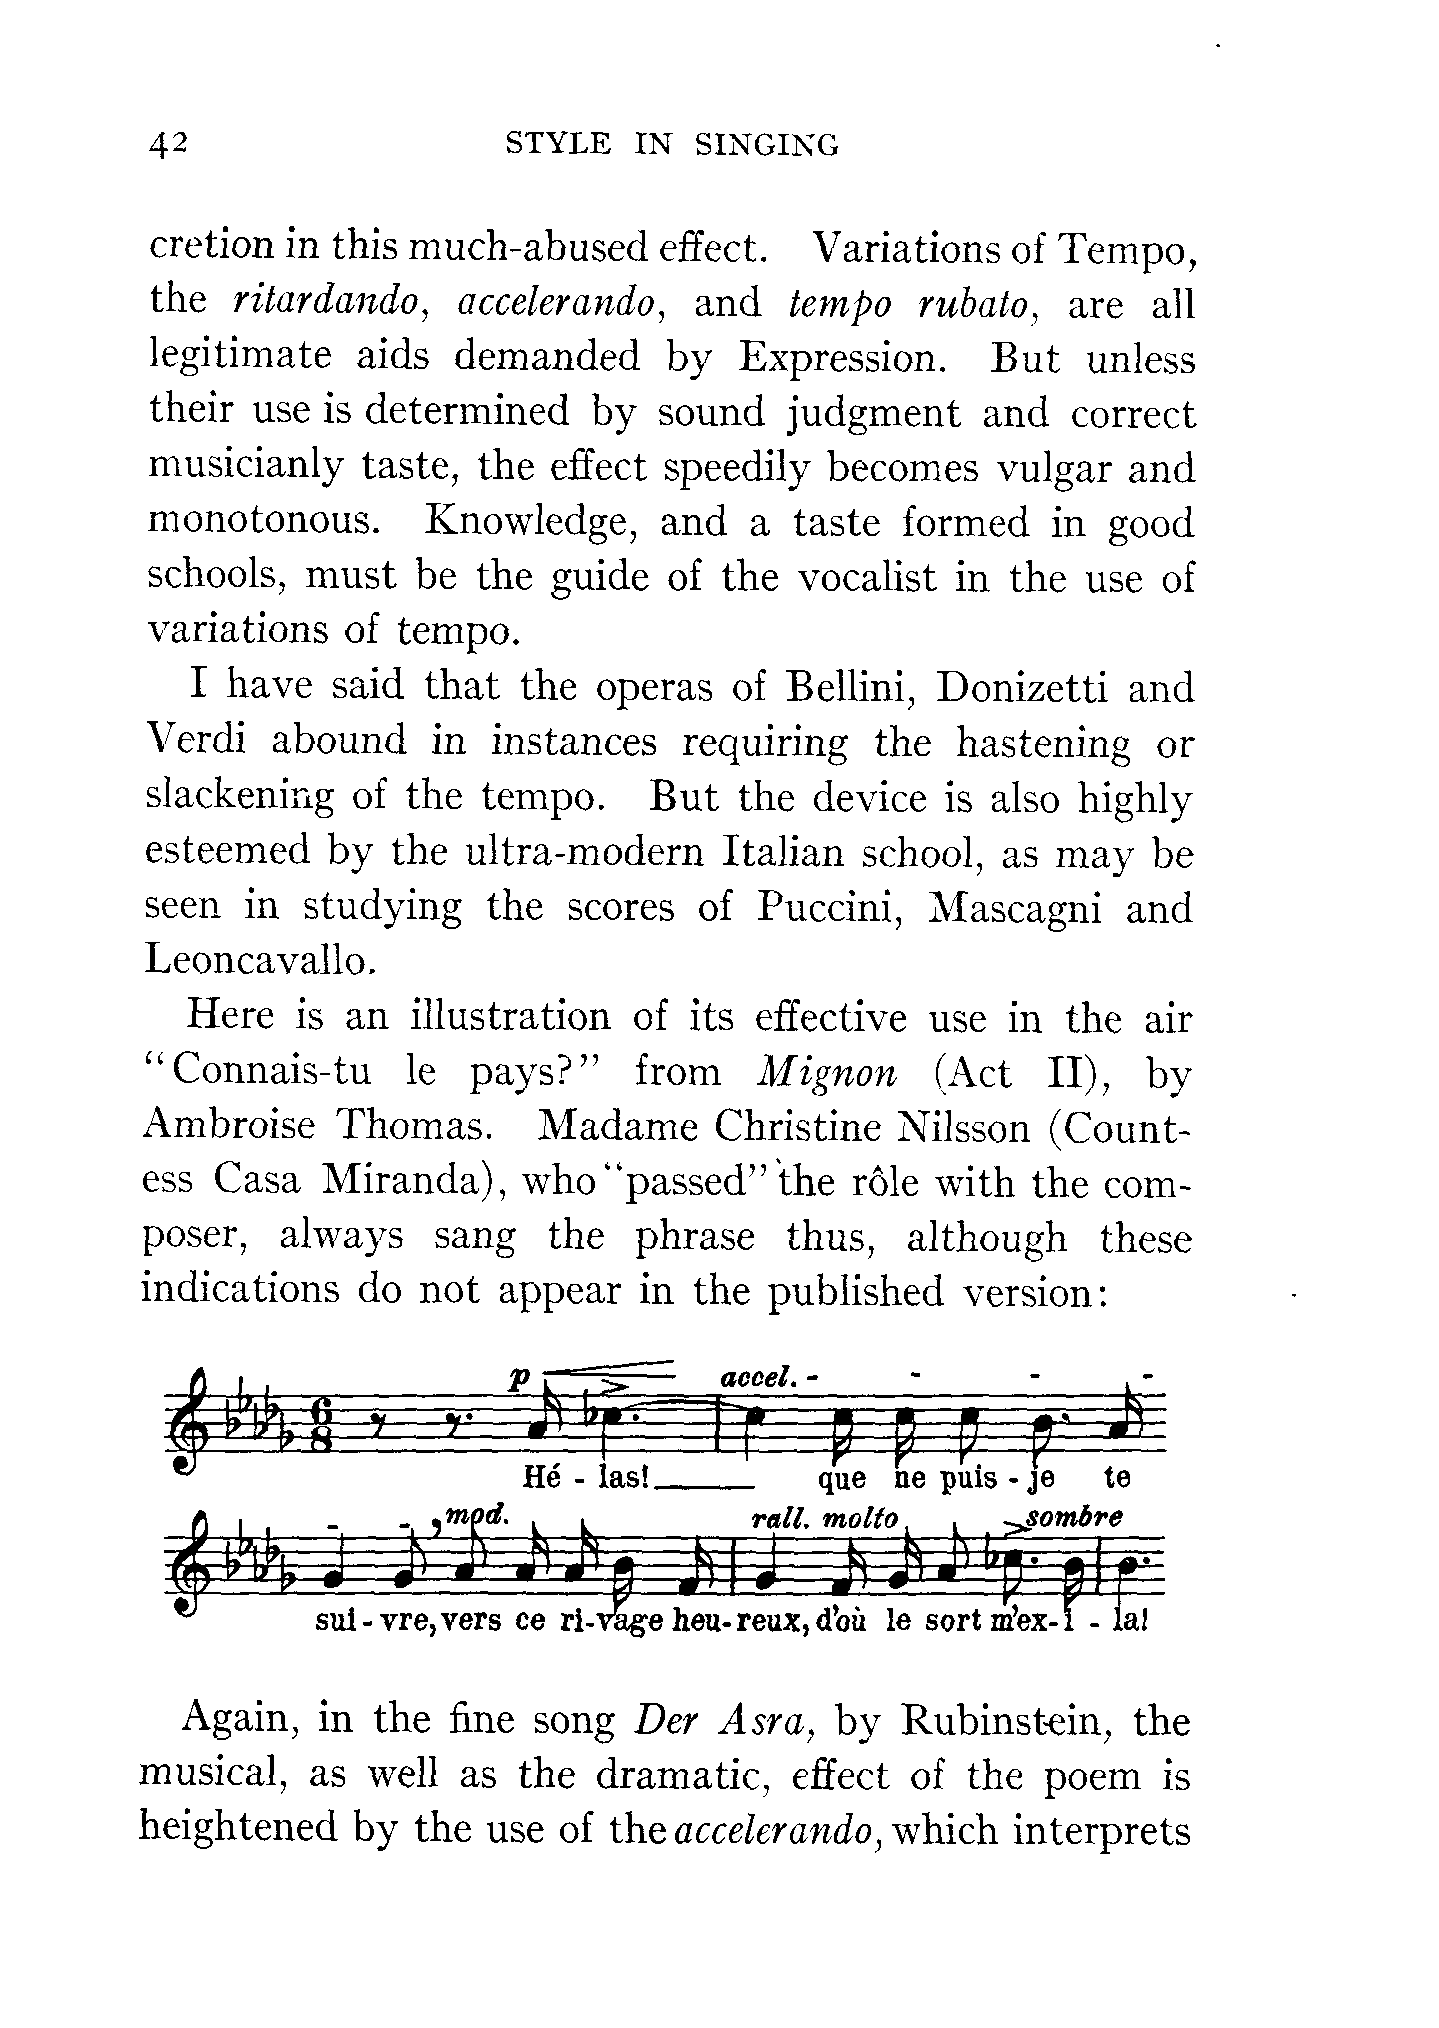 42 STYLE IN SINGING
cretion in this much-abused effect. Variations of Tempo,
the ritardando, accelerando, and tempo rubato, are all
legitimate aids demanded by Expression. But unless
their use is determined by sound judgment and correct
musicianly taste, the effect speedily becomes vulgar and
monotonous. Knowledge, and a taste formed in good
schools, must be the guide of the vocalist in the use of
variations of tempo.
I have said that the operas of Bellini, Donizetti and
Verdi abound in instances requiring the hastening or
slackening of the tempo. But the device is also highly
esteemed by the ultra-modern Italian school, as may be
seen in studying the scores of Puccini, Mascagni and
Leoncavallo.
Here is an illustration of its effective use in the air
"Connais-tu le pays?" from Mignon (Act II), by
Ambroise Thomas. Madame Christine Nilsson (Count-
ess Casa Miranda), who "passed" the rôle with the com-
poser, always sang the phrase thus, although these
indications do not appear in the published version:
p accel. - - - -
6
8
Hé - las! que ne puis - je te
- - mod. rall. molto sombre
sui - vre, vers ce ri-vage heu-reux, d'où le sort m'ex-i - la!
Again, in the fine song Der Asra, by Rubinstein, the
musical, as well as the dramatic, effect of the poem is
heightened by the use of the accelerando, which interprets